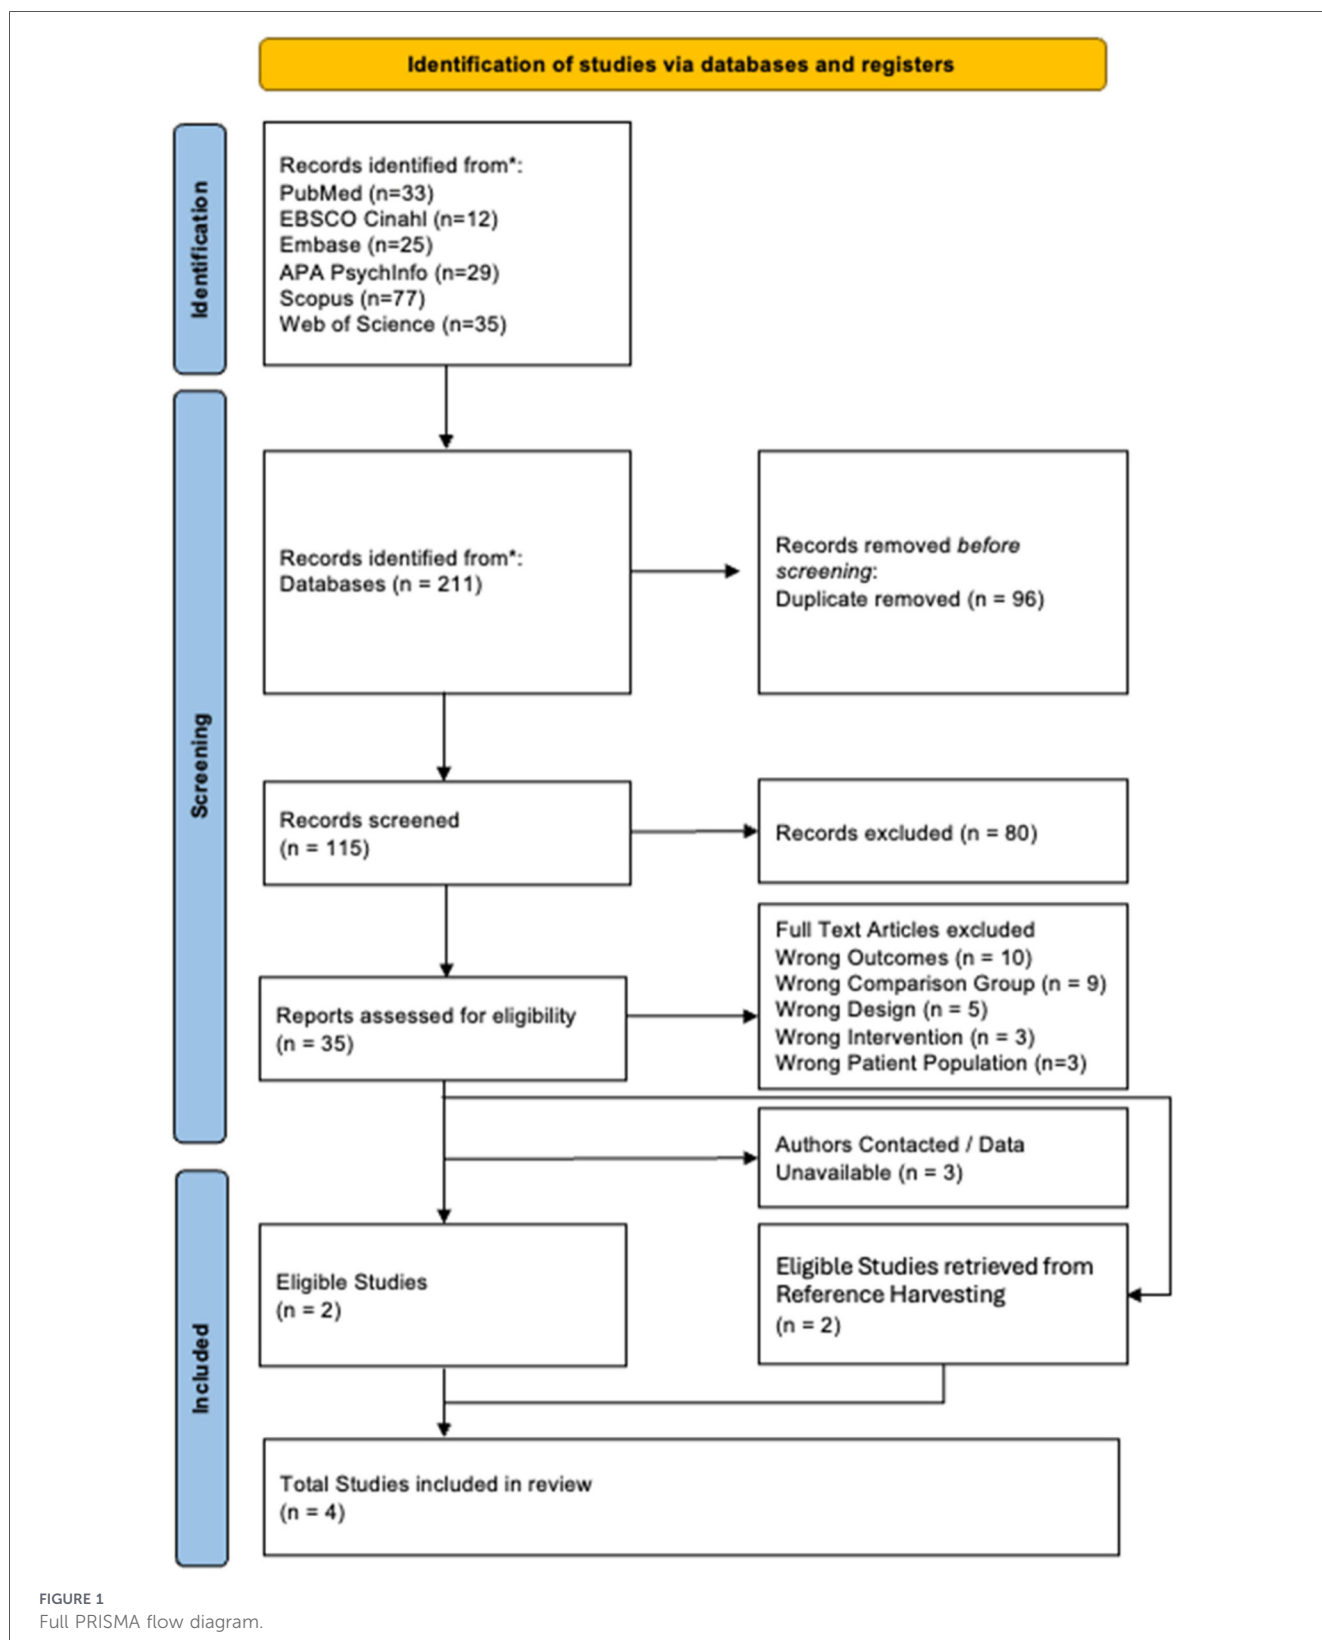 Identification of studies via databases and registers
Identification
Records identified from*:
PubMed (n=33)
EBSCO Cinahl (n=12)
Embase (n=25)
APA PsychInfo (n=29)
Scopus (n=77)
Web of Science (n=35)
Screening
Records identified from*:
Databases (n = 211)
Records removed before
screening:
Duplicate removed (n = 96)
Records screened
(n = 115)
Records excluded (n = 80)
Reports assessed for eligibility
(n = 35)
Full Text Articles excluded
Wrong Outcomes (n = 10)
Wrong Comparison Group (n = 9)
Wrong Design (n = 5)
Wrong Intervention (n = 3)
Wrong Patient Population (n=3)
Authors Contacted / Data
Unavailable (n = 3)
Included
Eligible Studies
(n = 2)
Eligible Studies retrieved from
Reference Harvesting
(n = 2)
Total Studies included in review
(n = 4)
FIGURE 1
Full PRISMA flow diagram.